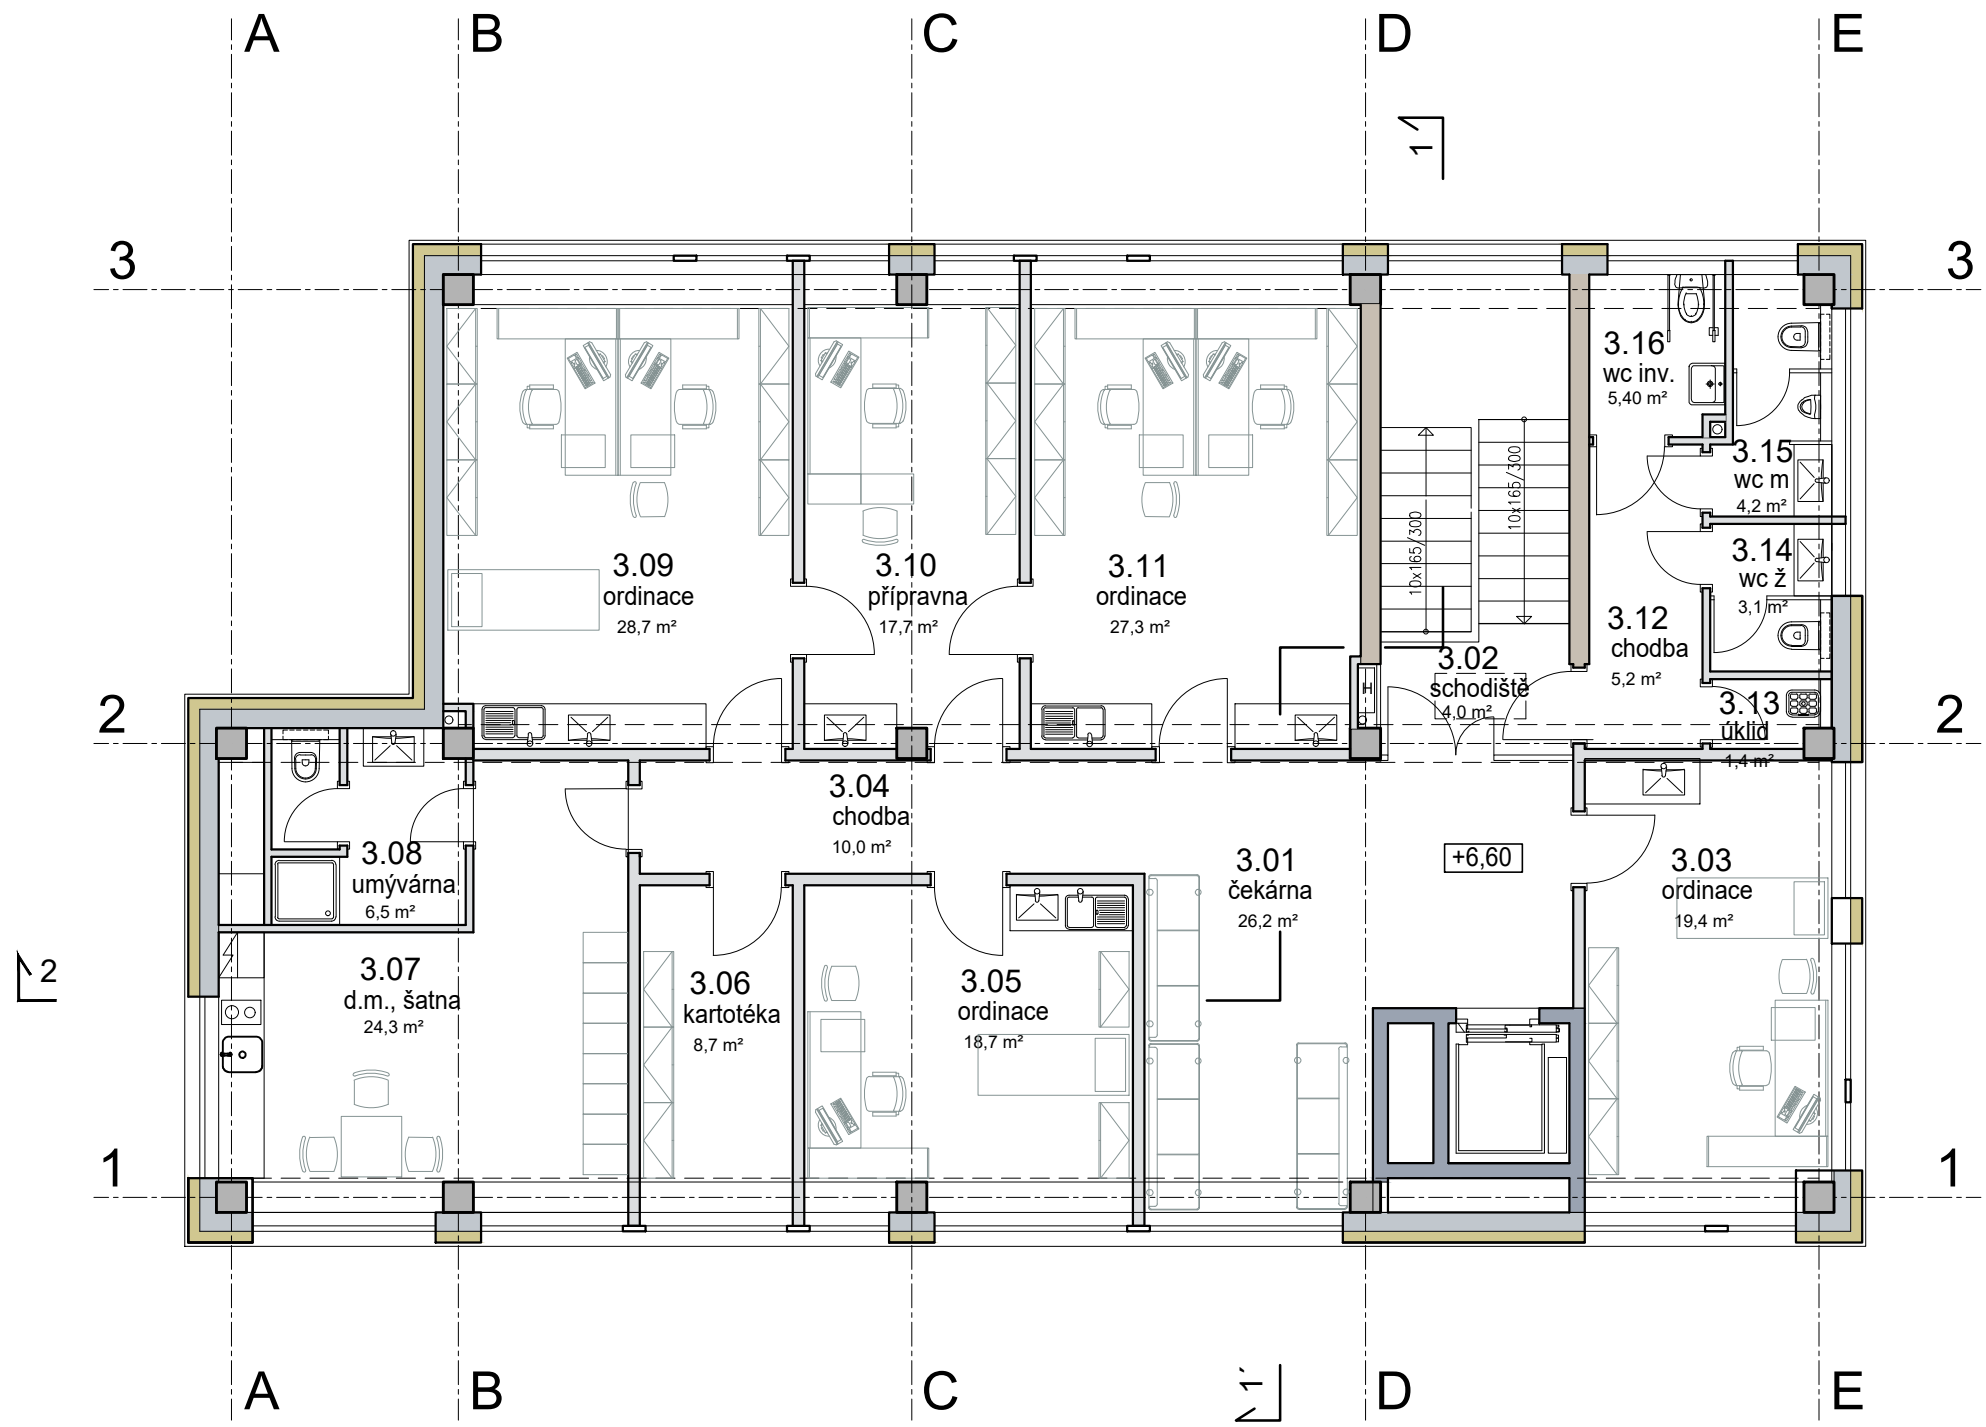 A B C D E
1
3 3
3.16
wc inv.
5,40 m²
3.15
wc m
4,2 m²
10x165/300
10x165/300
3.09
ordinace
28,7 m²
3.10
přípravna
17,7 m²
3.11
ordinace
27,3 m²
3.14
wc ž
3,1 m²
3.12
chodba
5,2 m²
3.02
schodiště
4,0 m²
H
3.13
úklid
1,4 m²
2 2
3.04
chodba
10,0 m²
3.08
umývárna
6,5 m²
3.01
čekárna
26,2 m²
+6,60
3.03
ordinace
19,4 m²
2
3.07
d.m., šatna
24,3 m²
3.06
kartotéka
8,7 m²
3.05
ordinace
18,7 m²
1 1
1'
A B C D E